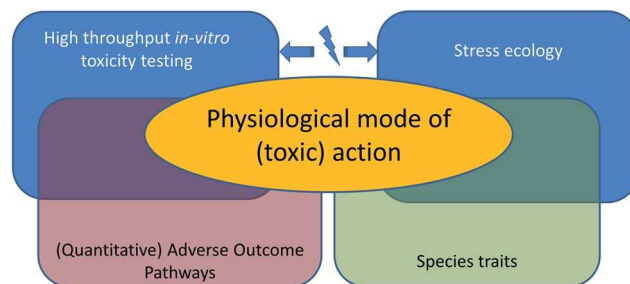 High throughput in-vitro
toxicity testing
Stress ecology
Physiological mode of
(toxic) action
(Quantitative) Adverse Outcome
Pathways
Species traits